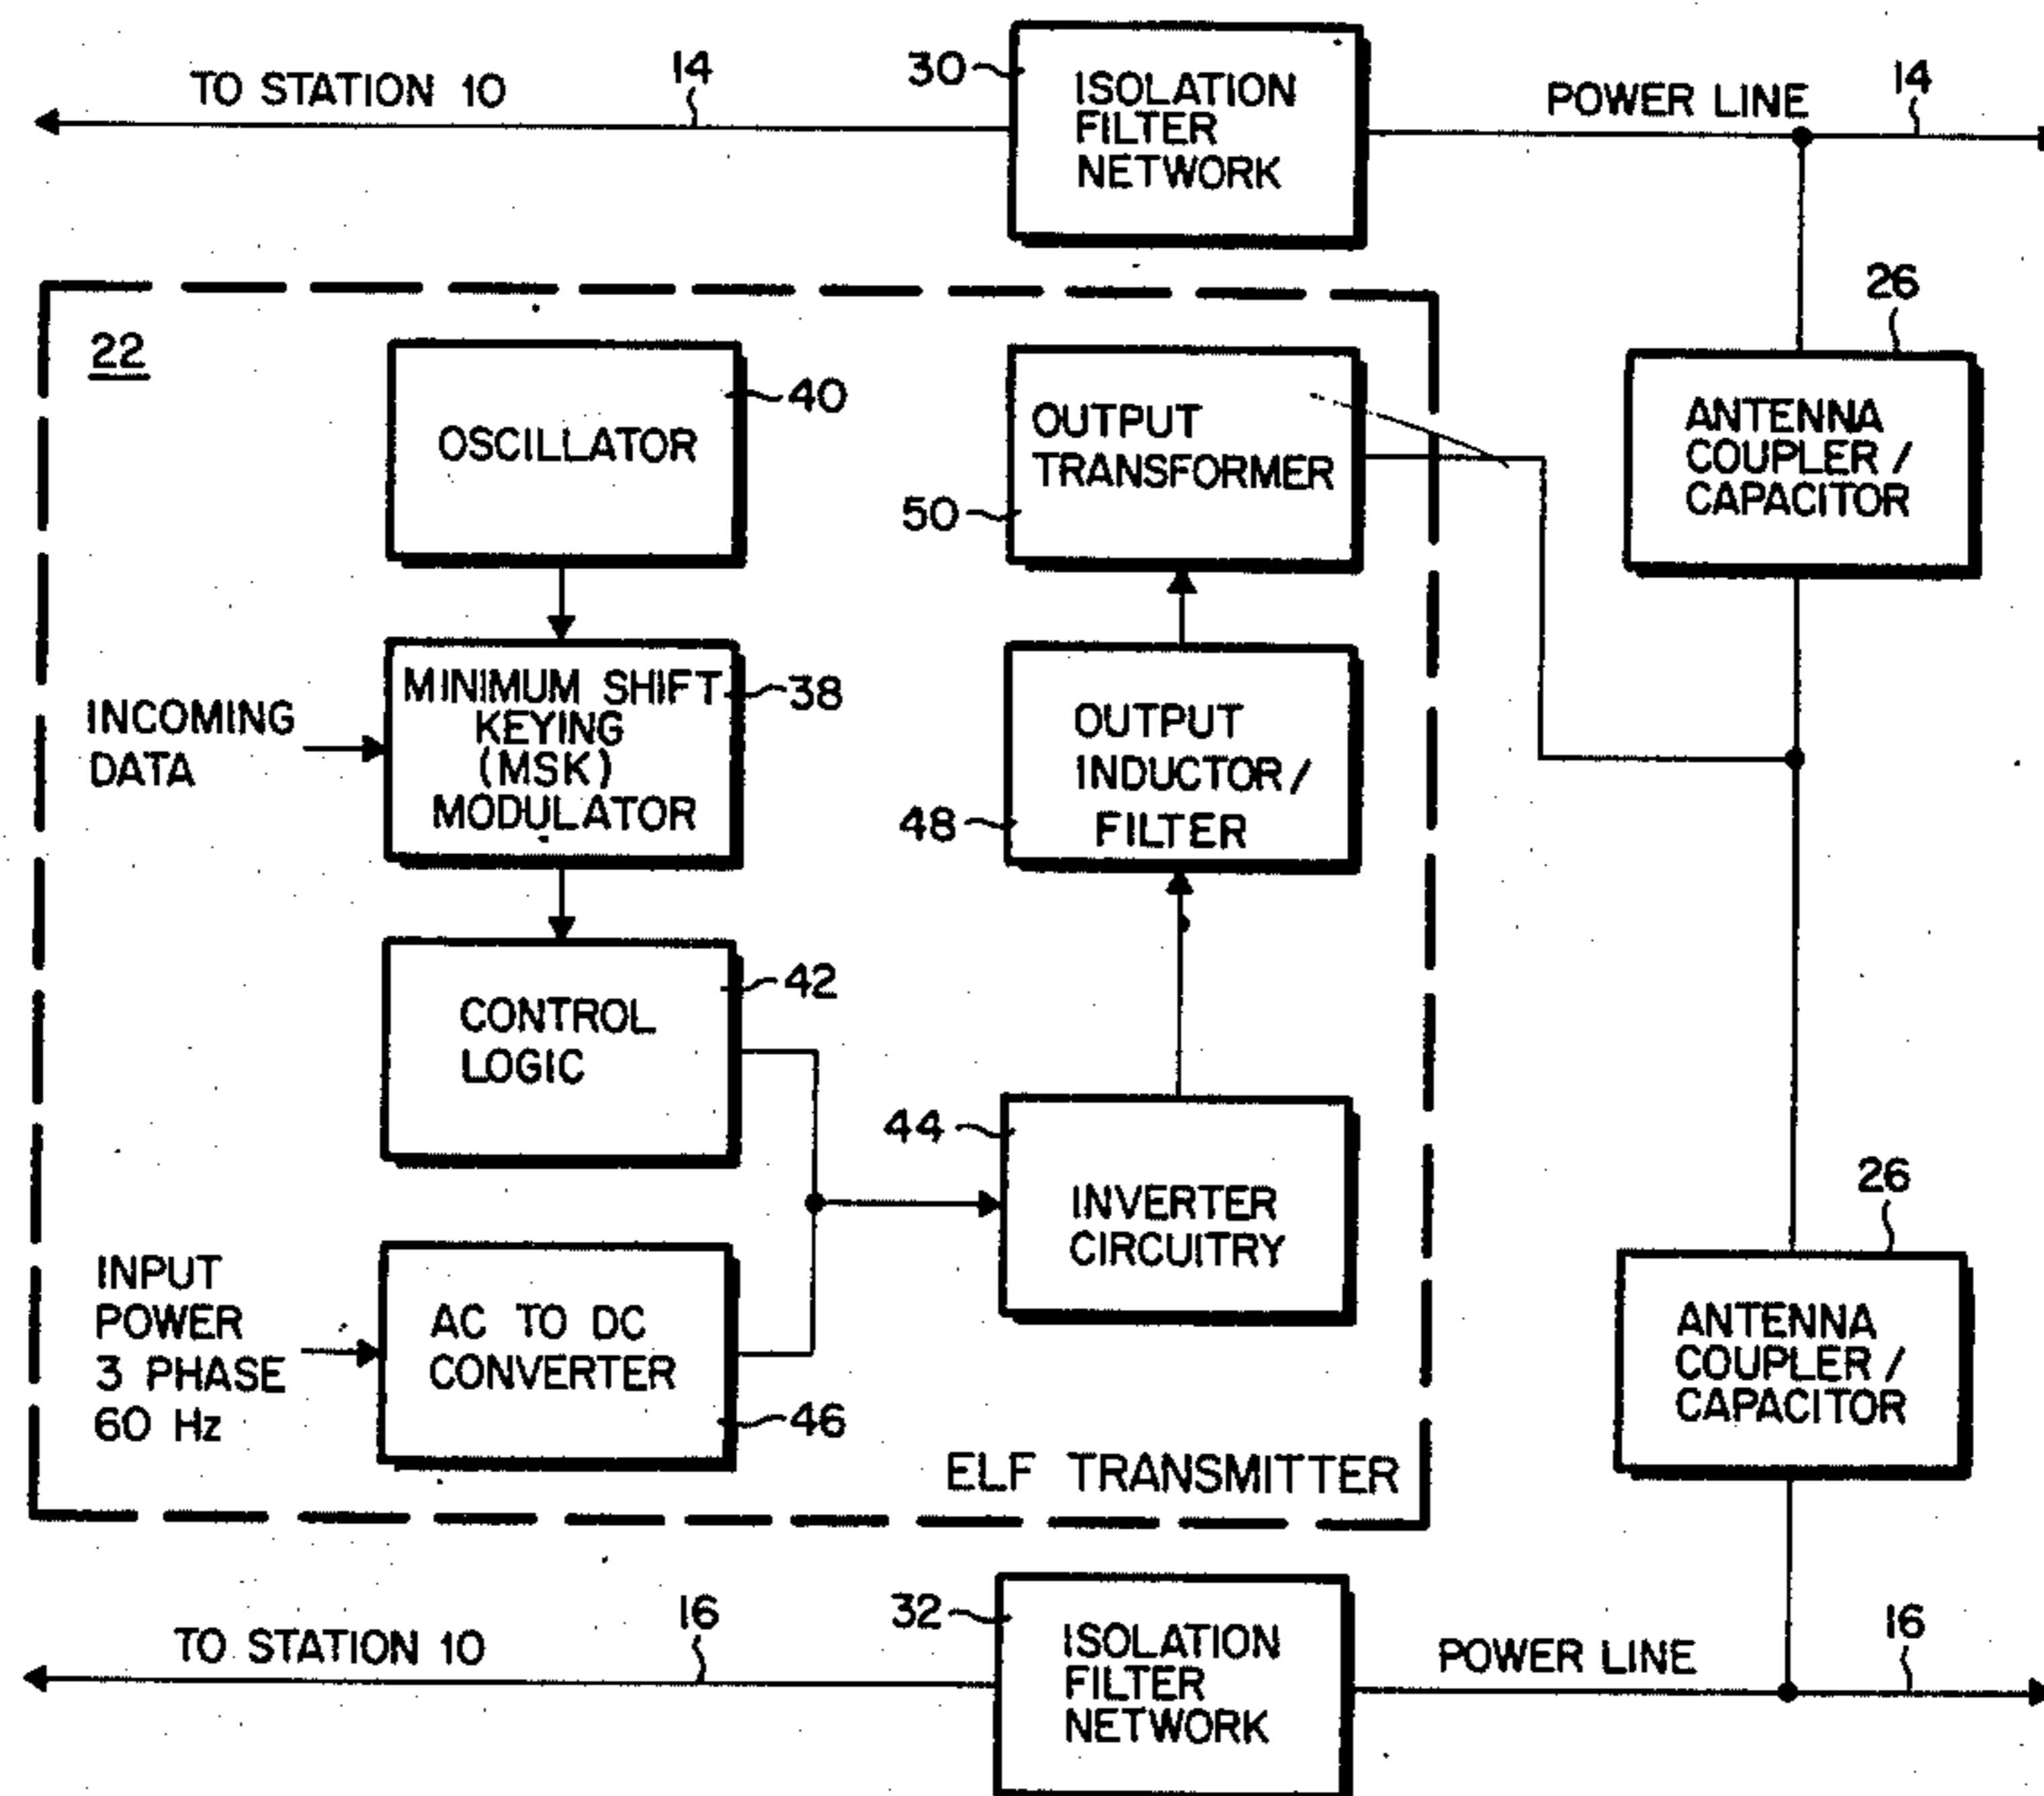 TO STATION 10
14
30
ISOLATION
FILTER
NETWORK
POWER LINE
14
22
OSCILLATOR
40
OUTPUT
TRANSFORMER
50
26
ANTENNA
COUPLER/
CAPACITOR
INCOMING
DATA
MINIMUM SHIFT
KEYING
(MSK)
MODULATOR
38
OUTPUT
INDUCTOR/
FILTER
48
CONTROL
LOGIC
42
44
INVERTER
CIRCUITRY
26
ANTENNA
COUPLER/
CAPACITOR
INPUT
POWER
3 PHASE
60 Hz
AC TO DC
CONVERTER
46
ELF TRANSMITTER
TO STATION 10
16
32
ISOLATION
FILTER
NETWORK
POWER LINE
16